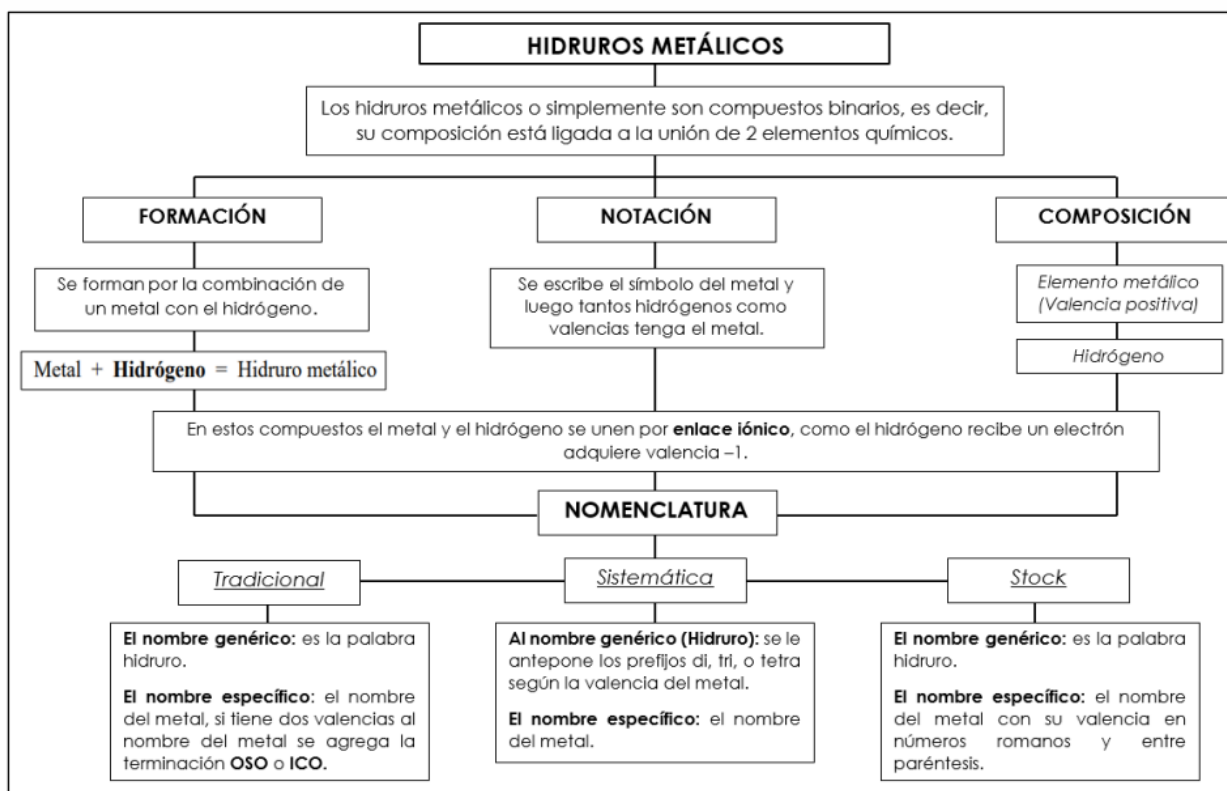 HIDRUROS METÁLICOS
Los hidruros metálicos o simplemente son compuestos binarios, es decir,
su composición está ligada a la unión de 2 elementos químicos.
FORMACIÓN
Se forman por la combinación de
un metal con el hidrógeno.
Metal + Hidrógeno = Hidruro metálico
NOTACIÓN
Se escribe el símbolo del metal y
luego tantos hidrógenos como
valencias tenga el metal.
COMPOSICIÓN
Elemento metálico
(Valencia positiva)
Hidrógeno
En estos compuestos el metal y el hidrógeno se unen por enlace iónico, como el hidrógeno recibe un electrón
adquiere valencia –1.
NOMENCLATURA
Tradicional
El nombre genérico: es la palabra
hidruro.
El nombre específico: el nombre
del metal, si tiene dos valencias al
nombre del metal se agrega la
terminación OSO o ICO.
Sistemática
Al nombre genérico (Hidruro): se le
antepone los prefijos di, tri, o tetra
según la valencia del metal.
El nombre específico: el nombre
del metal.
Stock
El nombre genérico: es la palabra
hidruro.
El nombre específico: el nombre
del metal con su valencia en
números romanos y entre
paréntesis.